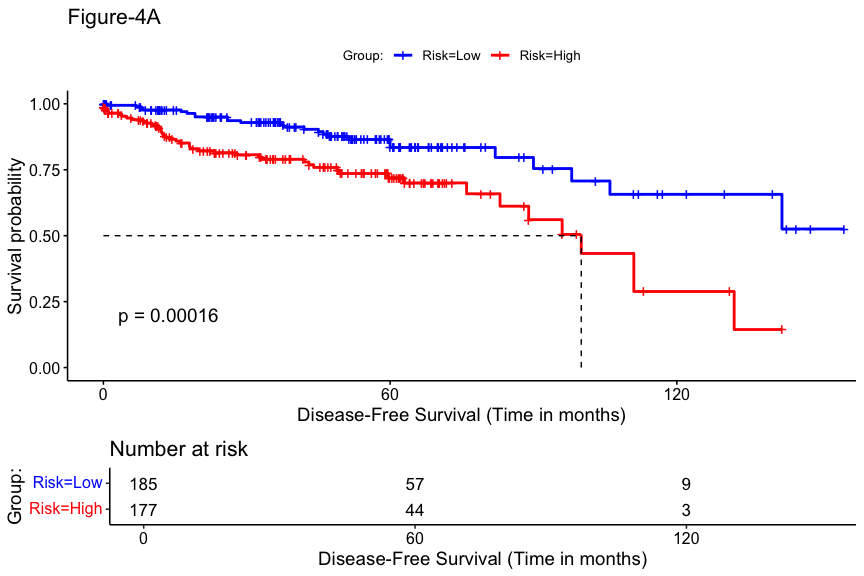 Figure-4A
Group: Risk=Low Risk=High
1.00
0.75
0.50
0.25
0.00
Survival probability
p = 0.00016
0 60 120
Disease-Free Survival (Time in months)
Number at risk
Group:
Risk=Low 185 57 9
Risk=High 177 44 3
0 60 120
Disease-Free Survival (Time in months)